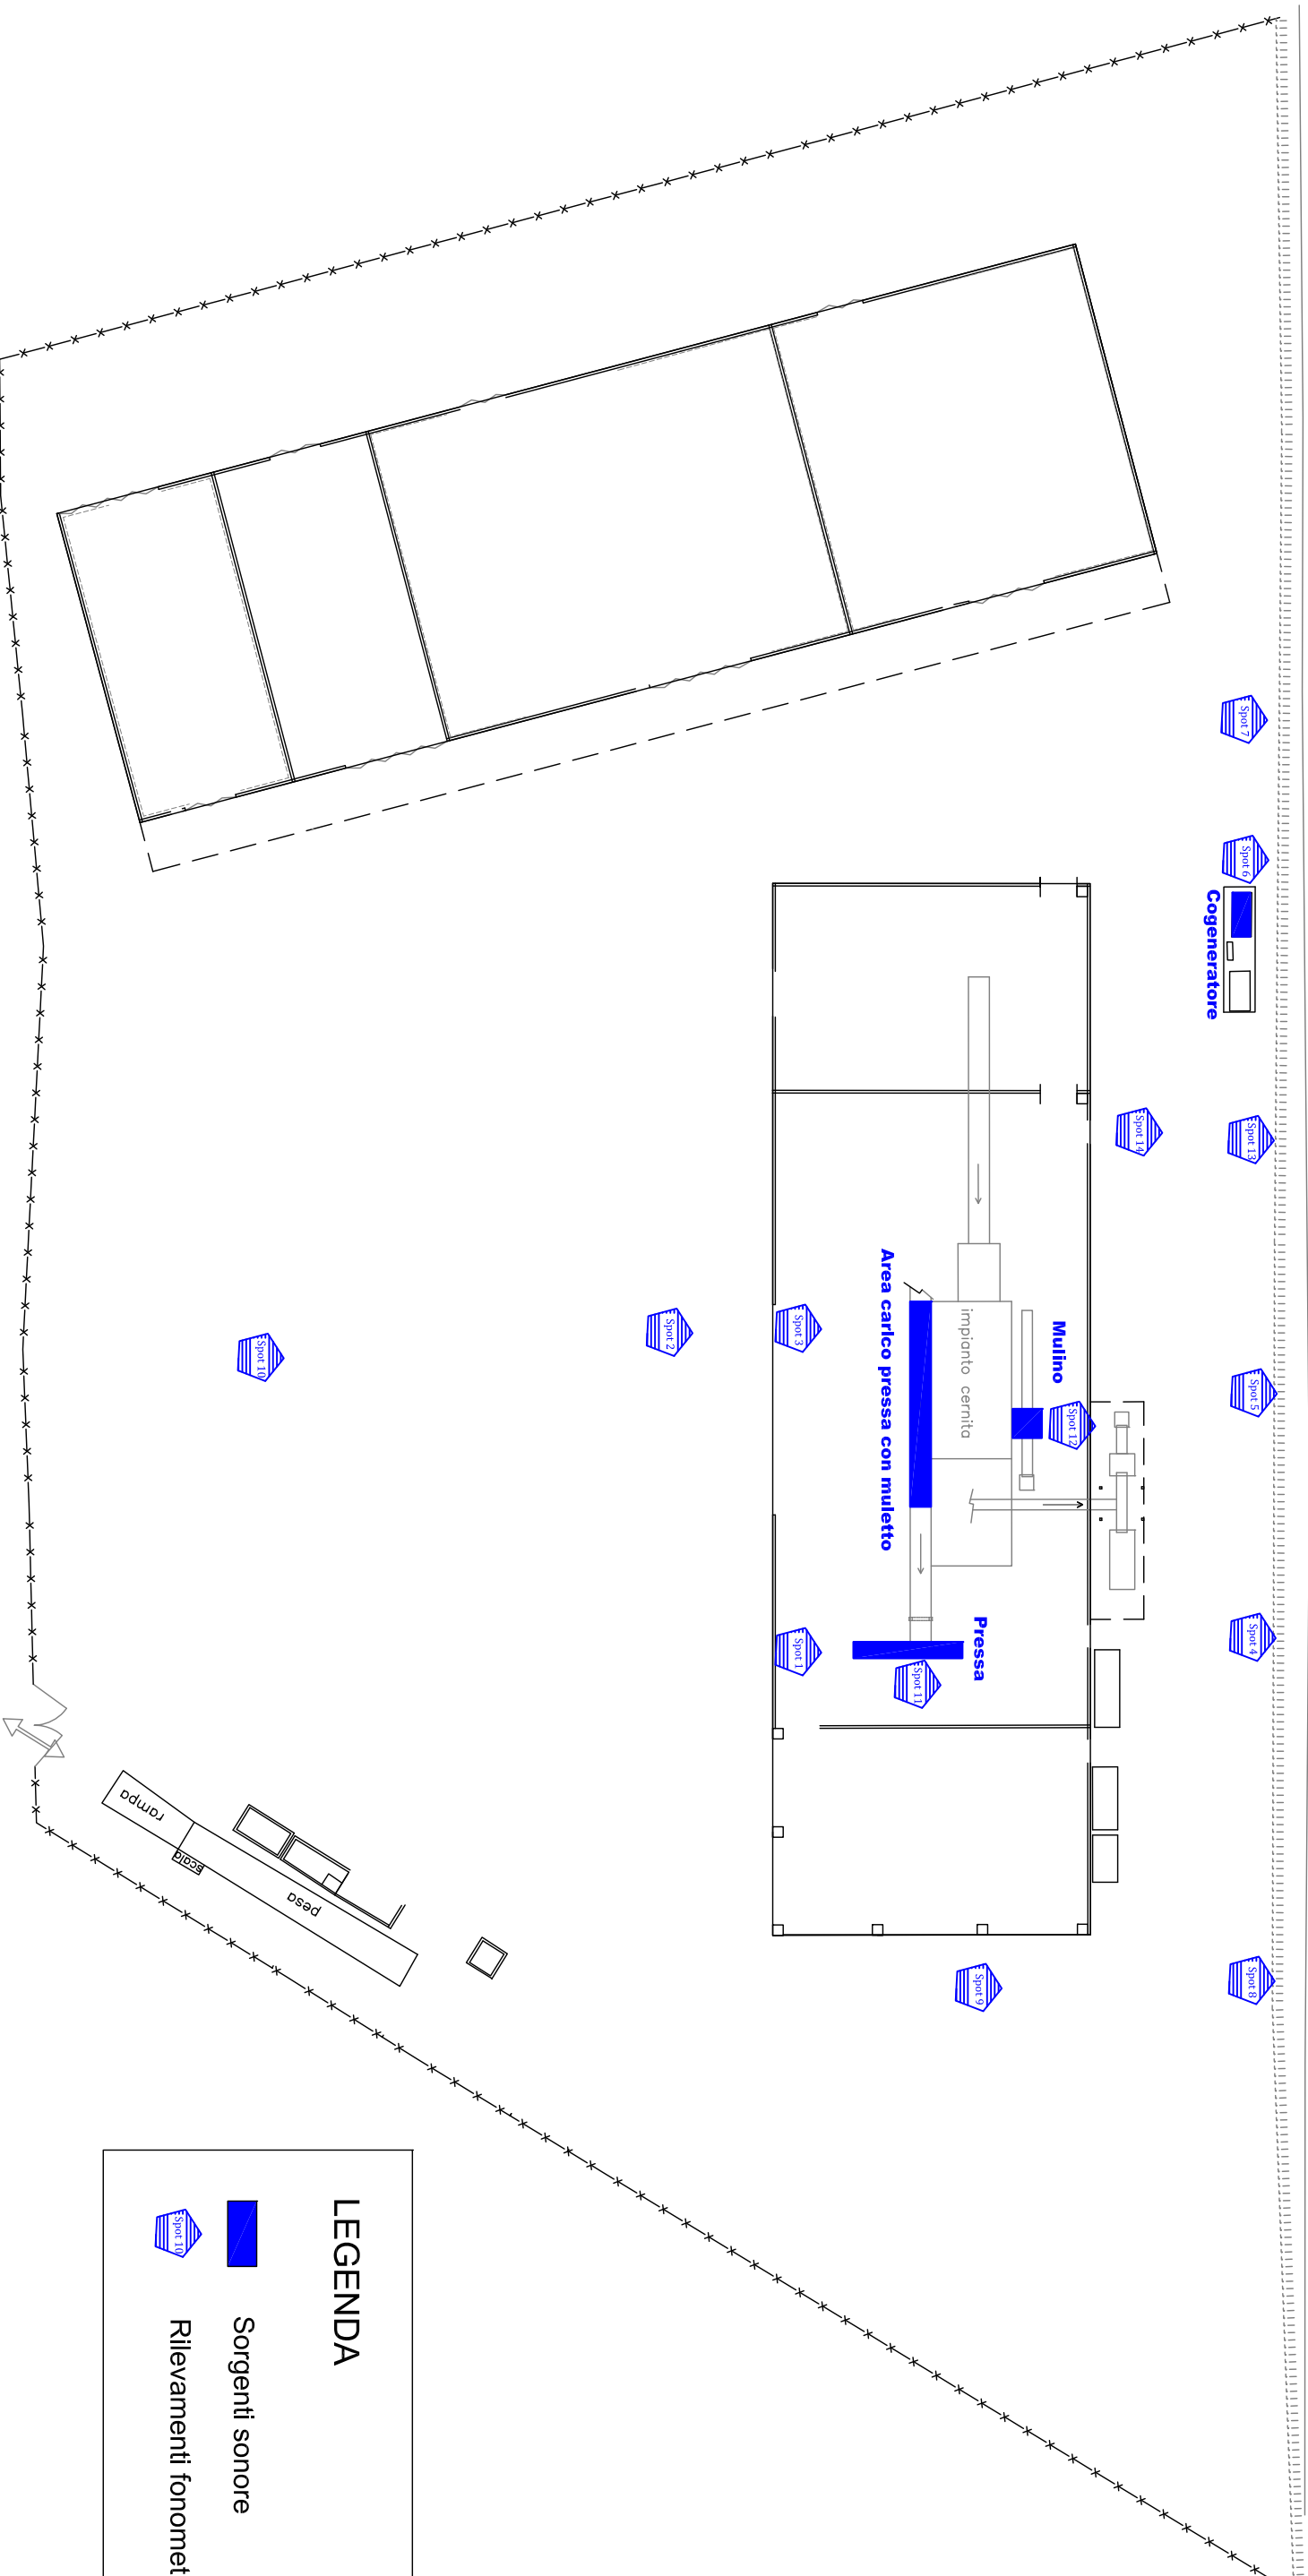 Spot 7
Spot 6
Cogeneratore
Spot 13
Spot 14
Spot 5
Spot 4
Spot 8
Mulino
Spot 12
impianto cernita
Area carico pressa con muletto
Spot 3
Spot 2
Spot 10
Pressa
Spot 11
Spot 1
Spot 9
rampa
scala
pesa
LEGENDA
Sorgenti sonore
Spot 10
Rilevamenti fonomet